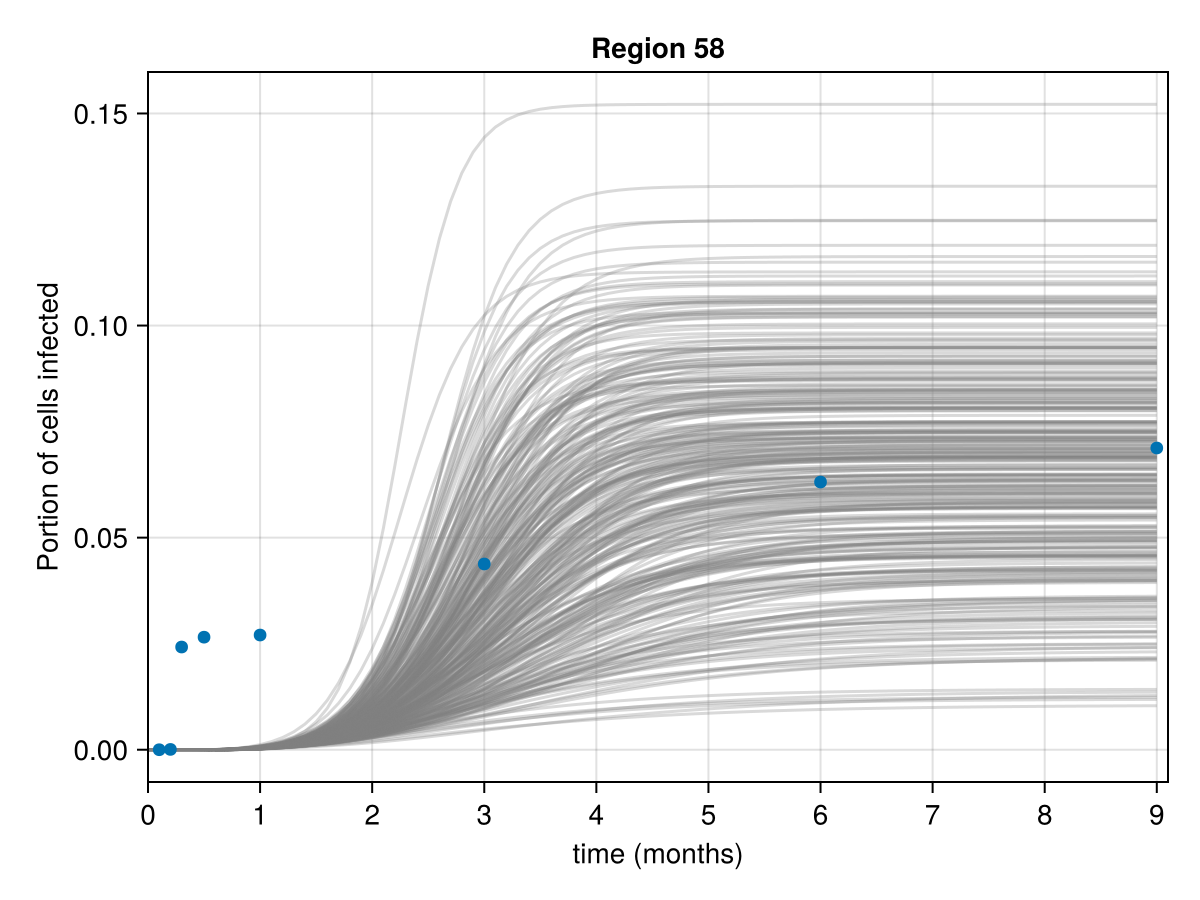 Region 58
0.15
0.10
0.05
0.00
Portion of cells infected
0 1 2 3 4 5 6 7 8 9
time (months)